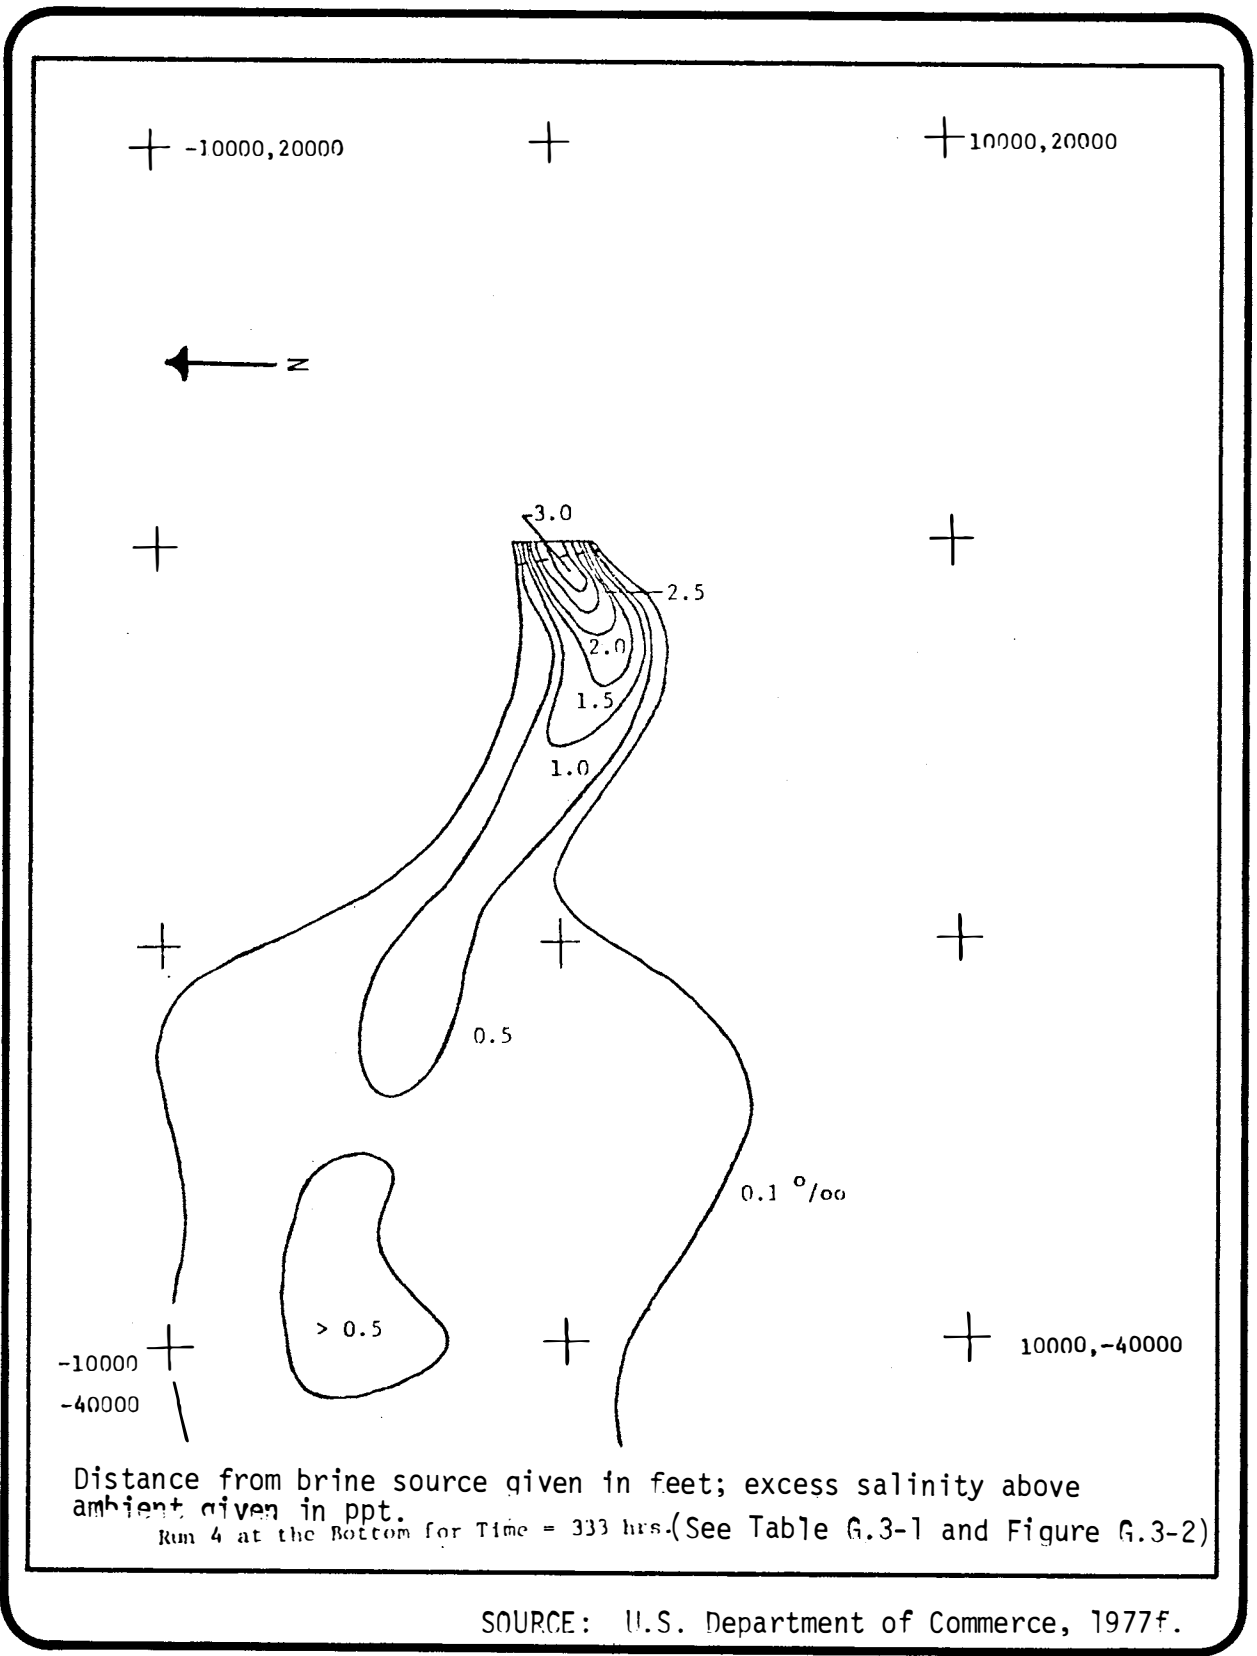 -10000,20000
10000,20000
N
-3.0
2.5
2.0
1.5
1.0
0.5
0.1 o/oo
> 0.5
-10000
-40000
10000,-40000
Distance from brine source given in feet; excess salinity above
ambient given in ppt.
Run 4 at the Bottom for Time = 333 hrs.(See Table G.3-1 and Figure G.3-2)
SOURCE: U.S. Department of Commerce, 1977f.